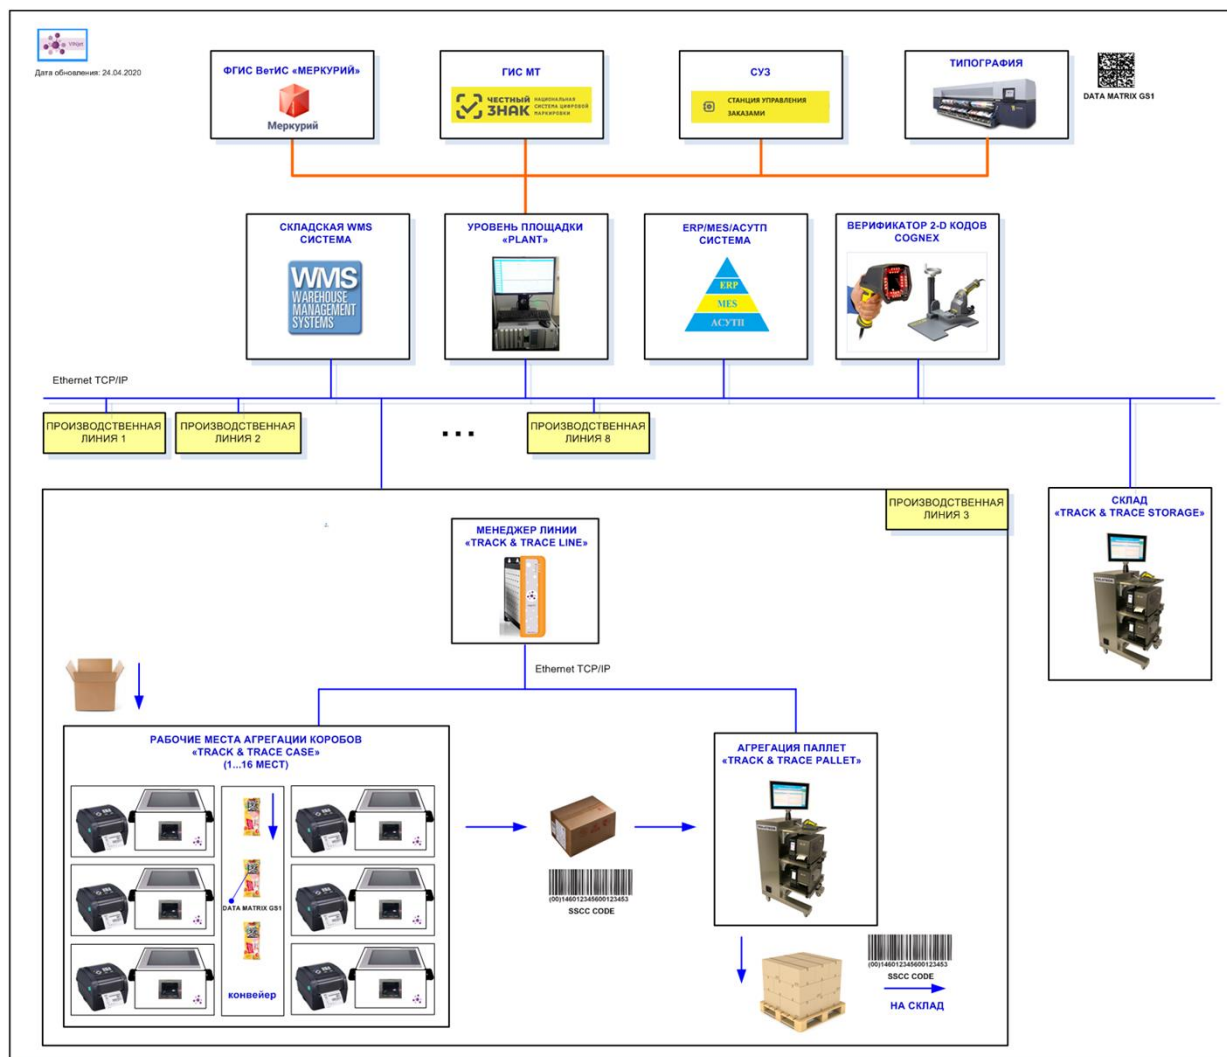 VRijet
Дата обновления: 24.04.2020
ФГИС ВетИС «МЕРКУРИЙ»
Меркурий
ГИС МТ
ЧЕСТНЫЙ
ЗНАК
НАЦИОНАЛЬНАЯ
СИСТЕМА ЦИФРОВОЙ
МАРКИРОВКИ
СУЗ
СТАНЦИЯ УПРАВЛЕНИЯ
ЗАКАЗАМИ
ТИПОГРАФИЯ
DATA MATRIX GS1
СКЛАДСКАЯ WMS
СИСТЕМА
WMS
WAREHOUSE
MANAGEMENT
SYSTEMS
УРОВЕНЬ ПЛОЩАДКИ
«PLANT»
ERP/MES/АСУТП
СИСТЕМА
ERP
MES
АСУТП
ВЕРИФИКАТОР 2-D КОДОВ
COGNEX
Ethernet TCP/IP
ПРОИЗВОДСТВЕННАЯ
ЛИНИЯ 1
ПРОИЗВОДСТВЕННАЯ
ЛИНИЯ 2
...
ПРОИЗВОДСТВЕННАЯ
ЛИНИЯ 8
ПРОИЗВОДСТВЕННАЯ
ЛИНИЯ 3
СКЛАД
«TRACK & TRACE STORAGE»
МЕНЕДЖЕР ЛИНИИ
«TRACK & TRACE LINE»
Ethernet TCP/IP
РАБОЧИЕ МЕСТА АГРЕГАЦИИ КОРОБОВ
«TRACK & TRACE CASE»
(1...16 МЕСТ)
DATA MATRIX GS1
конвейер
(00)146012345600123453
SSCC CODE
АГРЕГАЦИЯ ПАЛЛЕТ
«TRACK & TRACE PALLET»
(00)146012345600123453
SSCC CODE
НА СКЛАД